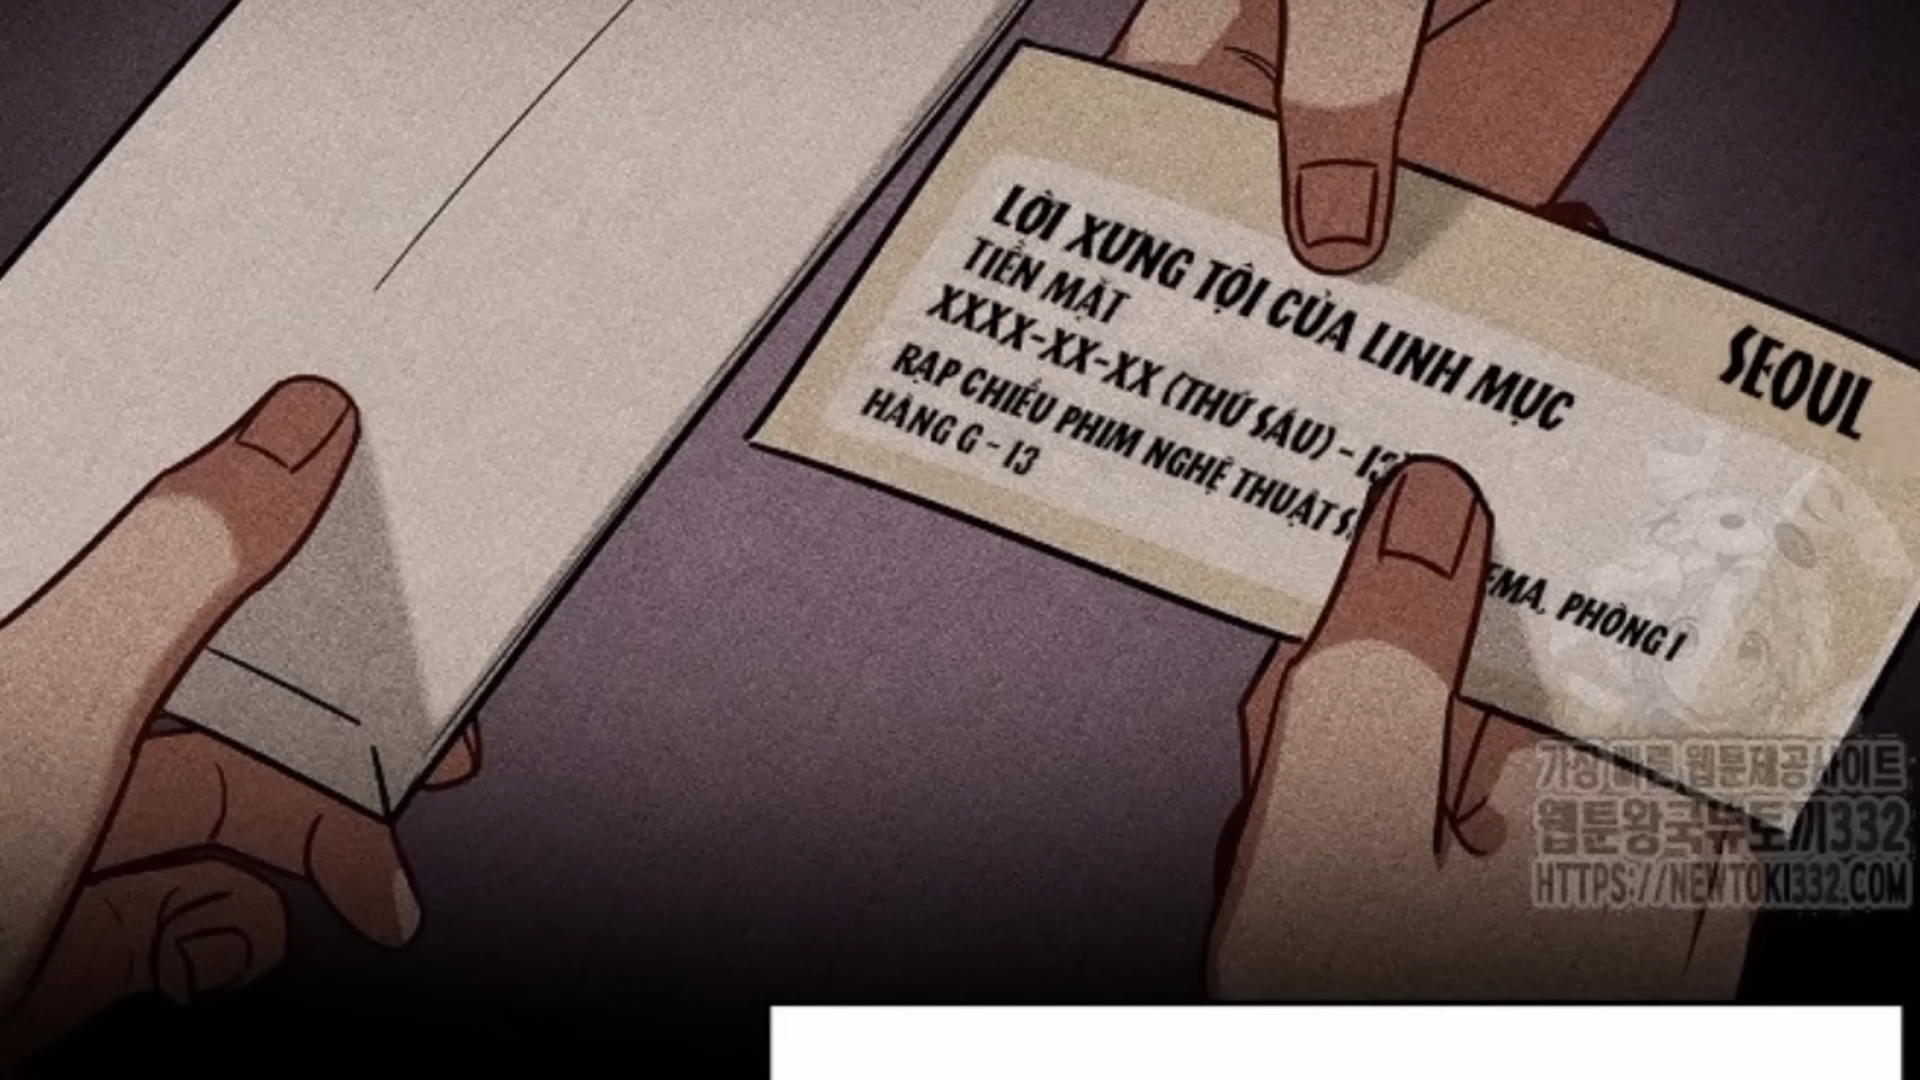 LỜI XƯNG TỘI CỦA LINH MỤC
TIỀN MẶT
XXXX-XX-XX (THỨ SÁU) - 13
RẠP CHIẾU PHIM NGHỆ THUẬT PHÒNG 1
HÀNG G - 13
SEOUL
가장 빠른 웹툰제공사이트
웹툰왕국뉴토끼332
HTTPS://NEWTOKI332.COM